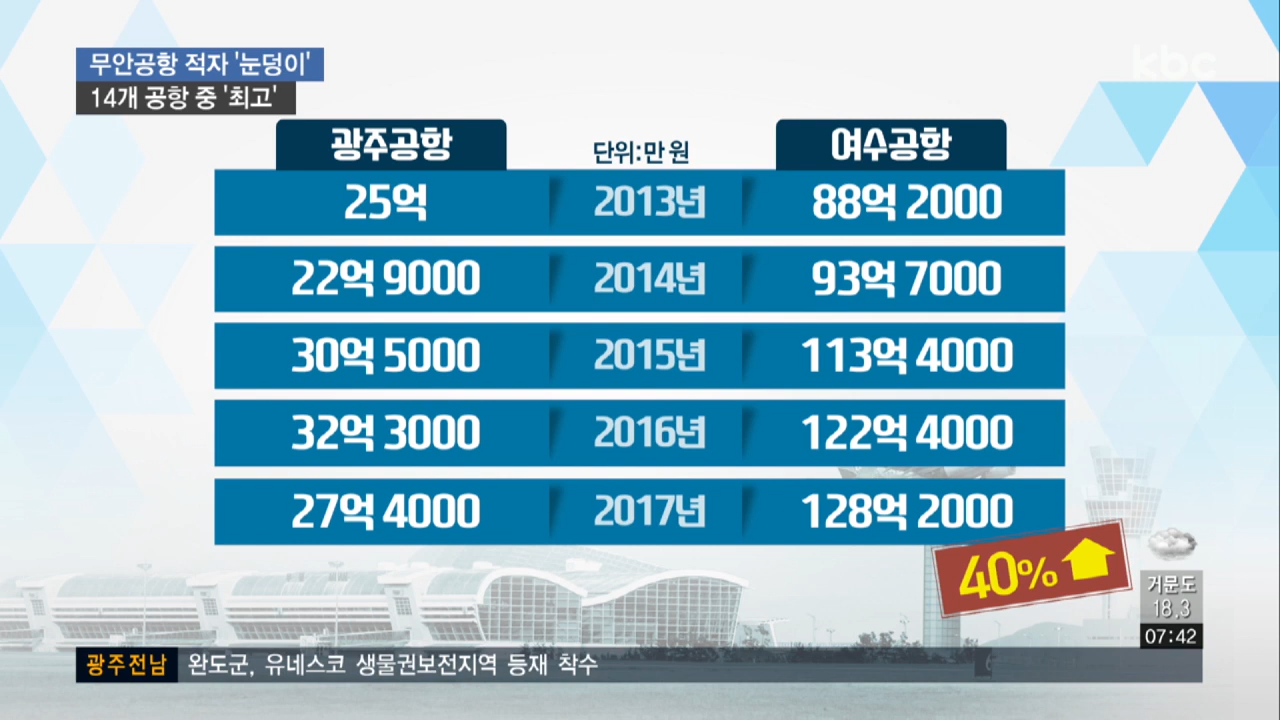 무안공항 적자 '눈덩이'
14개 공항 중 '최고'
kbc
광주공항 단위:만 원 여수공항
25억 2013년 88억 2000
22억 9000 2014년 93억 7000
30억 5000 2015년 113억 4000
32억 3000 2016년 122억 4000
27억 4000 2017년 128억 2000
40%
거문도
18.3
07:42
광주전남 완도군, 유네스코 생물권보전지역 등재 착수